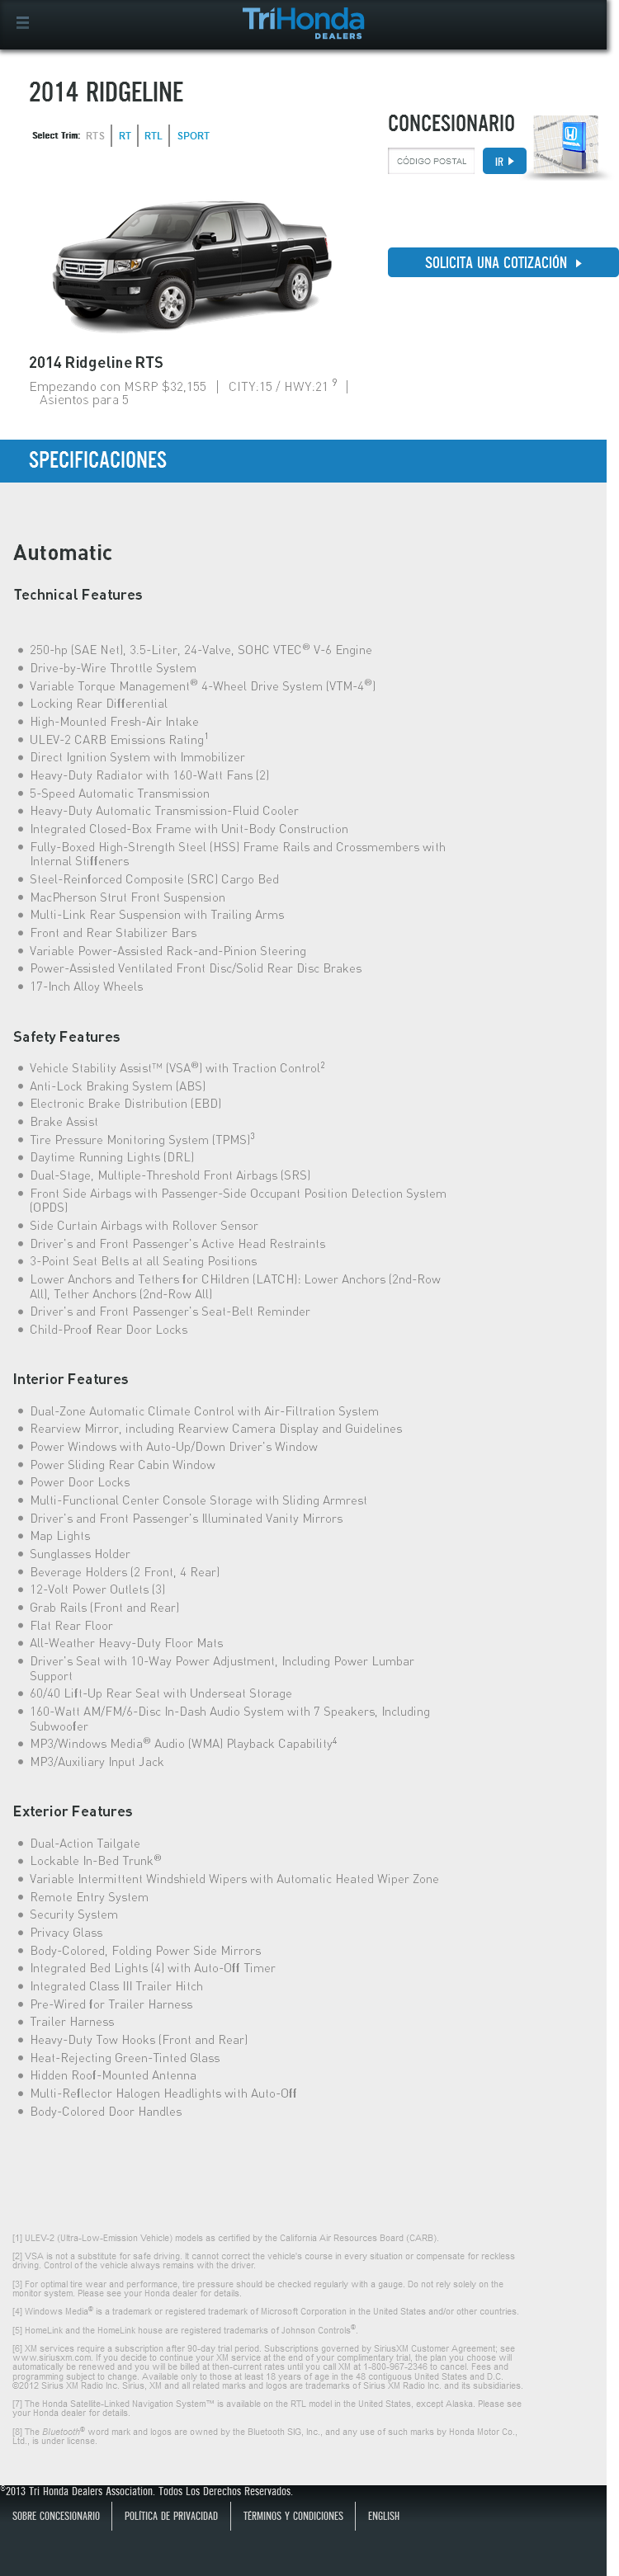 TriHonda
DEALERS
2014 RIDGELINE
Select Trim: RTS RT RTL SPORT
CONCESIONARIO
CÓDIGO POSTAL IR
SOLICITA UNA COTIZACIÓN
2014 Ridgeline RTS
Empezando con MSRP $32,155 | CITY.15 / HWY.21 9 |
Asientos para 5
SPECIFICACIONES
Automatic
Technical Features
250-hp (SAE Net), 3.5-Liter, 24-Valve, SOHC VTEC® V-6 Engine
Drive-by-Wire Throttle System
Variable Torque Management® 4-Wheel Drive System (VTM-4®)
Locking Rear Differential
High-Mounted Fresh-Air Intake
ULEV-2 CARB Emissions Rating1
Direct Ignition System with Immobilizer
Heavy-Duty Radiator with 160-Watt Fans (2)
5-Speed Automatic Transmission
Heavy-Duty Automatic Transmission-Fluid Cooler
Integrated Closed-Box Frame with Unit-Body Construction
Fully-Boxed High-Strength Steel (HSS) Frame Rails and Crossmembers with
Internal Stiffeners
Steel-Reinforced Composite (SRC) Cargo Bed
MacPherson Strut Front Suspension
Multi-Link Rear Suspension with Trailing Arms
Front and Rear Stabilizer Bars
Variable Power-Assisted Rack-and-Pinion Steering
Power-Assisted Ventilated Front Disc/Solid Rear Disc Brakes
17-Inch Alloy Wheels
Safety Features
Vehicle Stability Assist™ (VSA®) with Traction Control2
Anti-Lock Braking System (ABS)
Electronic Brake Distribution (EBD)
Brake Assist
Tire Pressure Monitoring System (TPMS)3
Daytime Running Lights (DRL)
Dual-Stage, Multiple-Threshold Front Airbags (SRS)
Front Side Airbags with Passenger-Side Occupant Position Detection System
(OPDS)
Side Curtain Airbags with Rollover Sensor
Driver's and Front Passenger's Active Head Restraints
3-Point Seat Belts at all Seating Positions
Lower Anchors and Tethers for CHildren (LATCH): Lower Anchors (2nd-Row
All), Tether Anchors (2nd-Row All)
Driver's and Front Passenger's Seat-Belt Reminder
Child-Proof Rear Door Locks
Interior Features
Dual-Zone Automatic Climate Control with Air-Filtration System
Rearview Mirror, including Rearview Camera Display and Guidelines
Power Windows with Auto-Up/Down Driver's Window
Power Sliding Rear Cabin Window
Power Door Locks
Multi-Functional Center Console Storage with Sliding Armrest
Driver's and Front Passenger's Illuminated Vanity Mirrors
Map Lights
Sunglasses Holder
Beverage Holders (2 Front, 4 Rear)
12-Volt Power Outlets (3)
Grab Rails (Front and Rear)
Flat Rear Floor
All-Weather Heavy-Duty Floor Mats
Driver's Seat with 10-Way Power Adjustment, Including Power Lumbar
Support
60/40 Lift-Up Rear Seat with Underseat Storage
160-Watt AM/FM/6-Disc In-Dash Audio System with 7 Speakers, Including
Subwoofer
MP3/Windows Media® Audio (WMA) Playback Capability4
MP3/Auxiliary Input Jack
Exterior Features
Dual-Action Tailgate
Lockable In-Bed Trunk®
Variable Intermittent Windshield Wipers with Automatic Heated Wiper Zone
Remote Entry System
Security System
Privacy Glass
Body-Colored, Folding Power Side Mirrors
Integrated Bed Lights (4) with Auto-Off Timer
Integrated Class III Trailer Hitch
Pre-Wired for Trailer Harness
Trailer Harness
Heavy-Duty Tow Hooks (Front and Rear)
Heat-Rejecting Green-Tinted Glass
Hidden Roof-Mounted Antenna
Multi-Reflector Halogen Headlights with Auto-Off
Body-Colored Door Handles
[1] ULEV-2 (Ultra-Low-Emission Vehicle) models as certified by the California Air Resources Board (CARB).
[2] VSA is not a substitute for safe driving. It cannot correct the vehicle's course in every situation or compensate for reckless
driving. Control of the vehicle always remains with the driver.
[3] For optimal tire wear and performance, tire pressure should be checked regularly with a gauge. Do not rely solely on the
monitor system. Please see your Honda dealer for details.
[4] Windows Media® is a trademark or registered trademark of Microsoft Corporation in the United States and/or other countries.
[5] HomeLink and the HomeLink house are registered trademarks of Johnson Controls®.
[6] XM services require a subscription after 90-day trial period. Subscriptions governed by SiriusXM Customer Agreement; see
www.siriusxm.com. If you decide to continue your XM service at the end of your complimentary trial, the plan you choose will
automatically be renewed and you will be billed at then-current rates until you call XM at 1-800-967-2346 to cancel. Fees and
programming subject to change. Available only to those at least 18 years of age in the 48 contiguous United States and D.C.
©2012 Sirius XM Radio Inc. Sirius, XM and all related marks and logos are trademarks of Sirius XM Radio Inc. and its subsidiaries.
[7] The Honda Satellite-Linked Navigation System™ is available on the RTL model in the United States, except Alaska. Please see
your Honda dealer for details.
[8] The Bluetooth® word mark and logos are owned by the Bluetooth SIG, Inc., and any use of such marks by Honda Motor Co.,
Ltd., is under license.
©2013 Tri Honda Dealers Association. Todos Los Derechos Reservados.
SOBRE CONCESIONARIO POLÍTICA DE PRIVACIDAD TÉRMINOS Y CONDICIONES ENGLISH